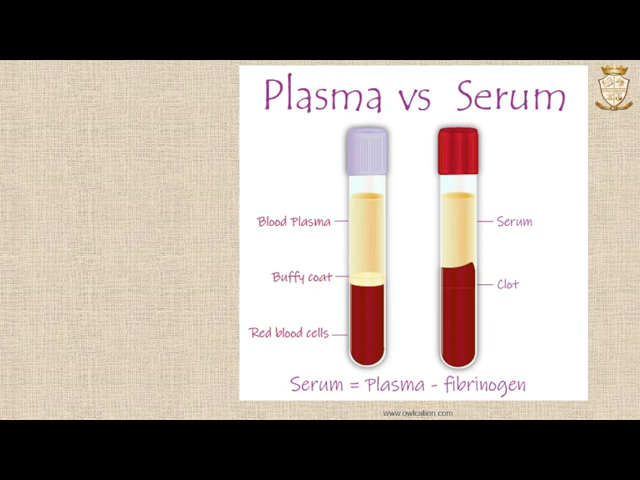 Plasma vs Serum
Blood Plasma
Serum
Buffy coat
Clot
Red blood cells
Serum = Plasma - fibrinogen
www.owlcation.com